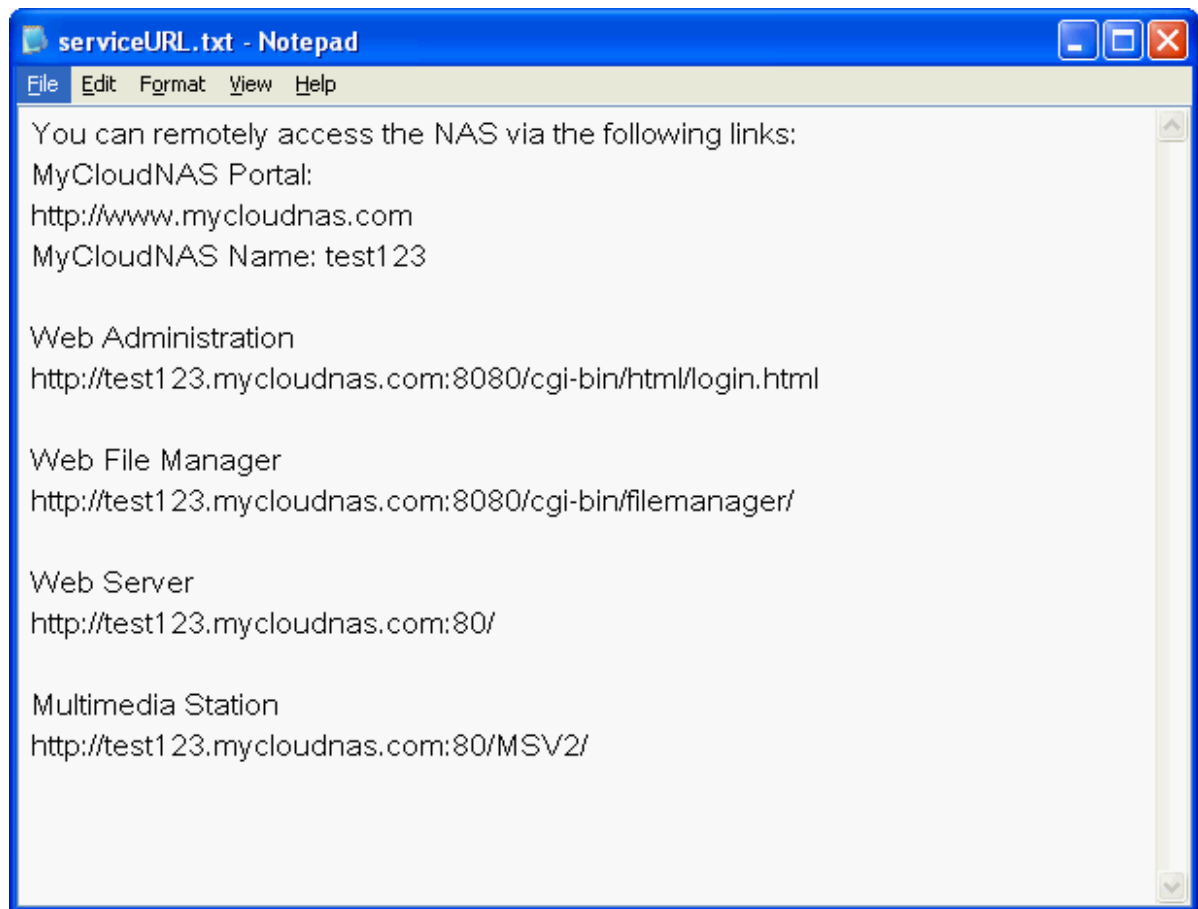 serviceURL.txt - Notepad
File Edit Format View Help
You can remotely access the NAS via the following links:
MyCloudNAS Portal:
http://www.mycloudnas.com
MyCloudNAS Name: test123
Web Administration
http://test123.mycloudnas.com:8080/cgi-bin/html/login.html
Web File Manager
http://test123.mycloudnas.com:8080/cgi-bin/filemanager/
Web Server
http://test123.mycloudnas.com:80/
Multimedia Station
http://test123.mycloudnas.com:80/MSV2/